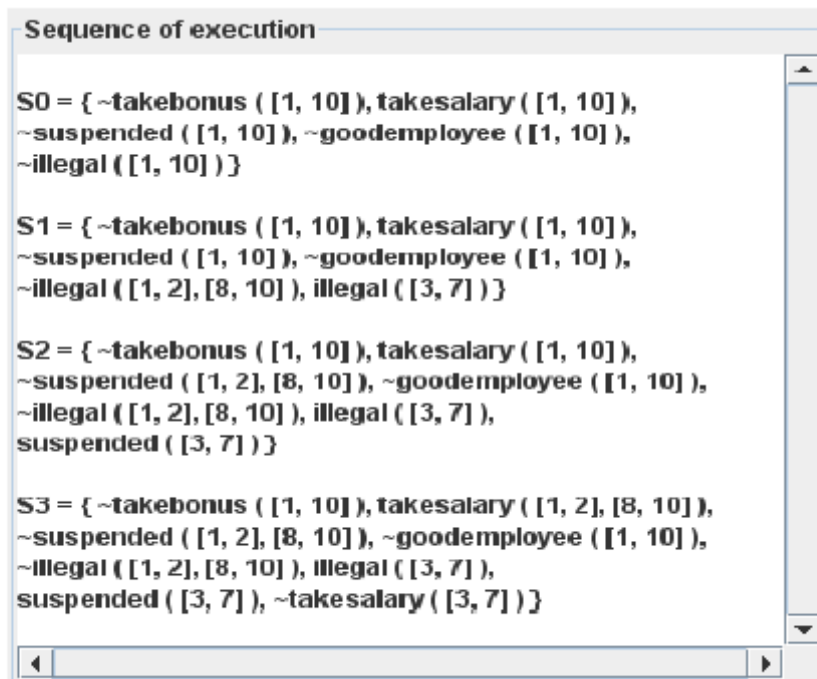 Sequence of execution
S0 = { ~takebonus ( [1, 10] ), takesalary ( [1, 10] ),
~suspended ( [1, 10] ), ~goodemployee ( [1, 10] ),
~illegal ( [1, 10] ) }
S1 = { ~takebonus ( [1, 10] ), takesalary ( [1, 10] ),
~suspended ( [1, 10] ), ~goodemployee ( [1, 10] ),
~illegal ( [1, 2], [8, 10] ), illegal ( [3, 7] ) }
S2 = { ~takebonus ( [1, 10] ), takesalary ( [1, 10] ),
~suspended ( [1, 2], [8, 10] ), ~goodemployee ( [1, 10] ),
~illegal ( [1, 2], [8, 10] ), illegal ( [3, 7] ),
suspended ( [3, 7] ) }
S3 = { ~takebonus ( [1, 10] ), takesalary ( [1, 2], [8, 10] ),
~suspended ( [1, 2], [8, 10] ), ~goodemployee ( [1, 10] ),
~illegal ( [1, 2], [8, 10] ), illegal ( [3, 7] ),
suspended ( [3, 7] ), ~takesalary ( [3, 7] ) }